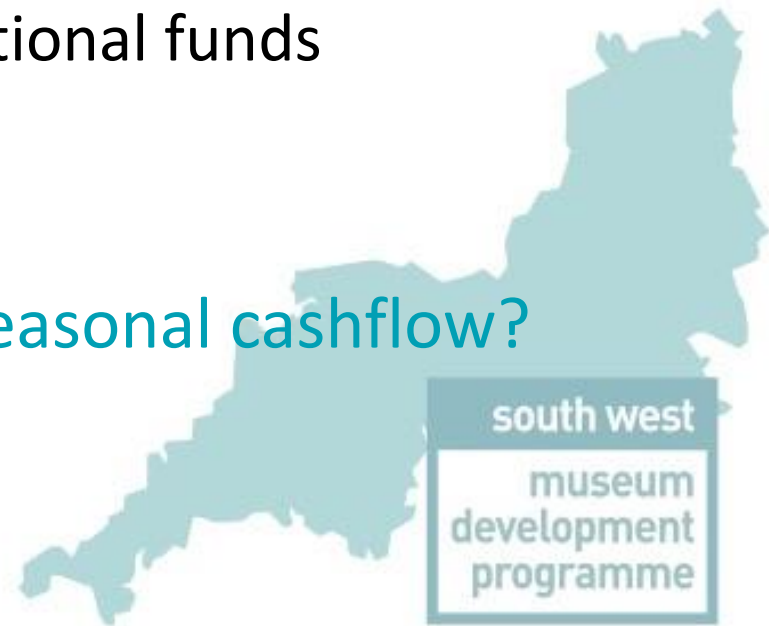 tional funds
easonal cashflow?
south west
museum
development
programme